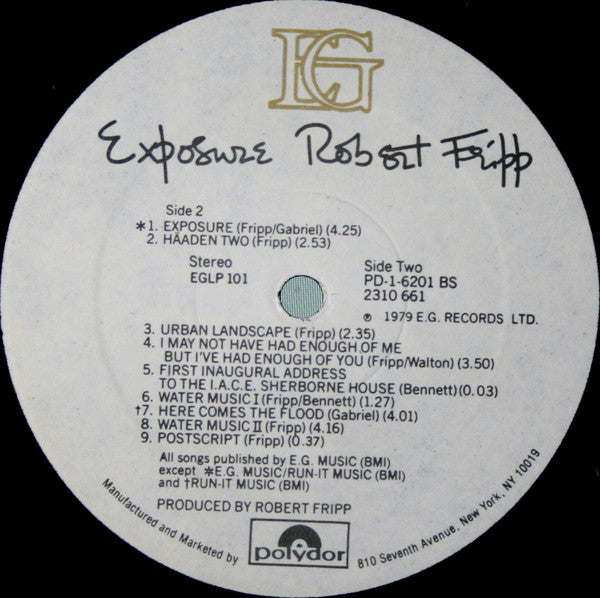 EG
Exposure Robert Fripp
Side 2
*1. EXPOSURE (Fripp/Gabriel) (4.25)
2. HÄADEN TWO (Fripp) (2.53)
Stereo
EGLP 101
Side Two
PD-1-6201 BS
2310 661
℗ 1979 E.G. RECORDS LTD.
3. URBAN LANDSCAPE (Fripp) (2.35)
4. I MAY NOT HAVE HAD ENOUGH OF ME
BUT I'VE HAD ENOUGH OF YOU (Fripp/Walton) (3.50)
5. FIRST INAUGURAL ADDRESS
TO THE I.A.C.E. SHERBORNE HOUSE (Bennett) (0.03)
6. WATER MUSIC I (Fripp/Bennett) (1.27)
†7. HERE COMES THE FLOOD (Gabriel) (4.01)
8. WATER MUSIC II (Fripp) (4.16)
9. POSTSCRIPT (Fripp) (0.37)
All songs published by E.G. MUSIC (BMI)
except *E.G. MUSIC/RUN-IT MUSIC (BMI)
and †RUN-IT MUSIC (BMI)
PRODUCED BY ROBERT FRIPP
Manufactured and Marketed by
polydor
810 Seventh Avenue, New York, NY 10019